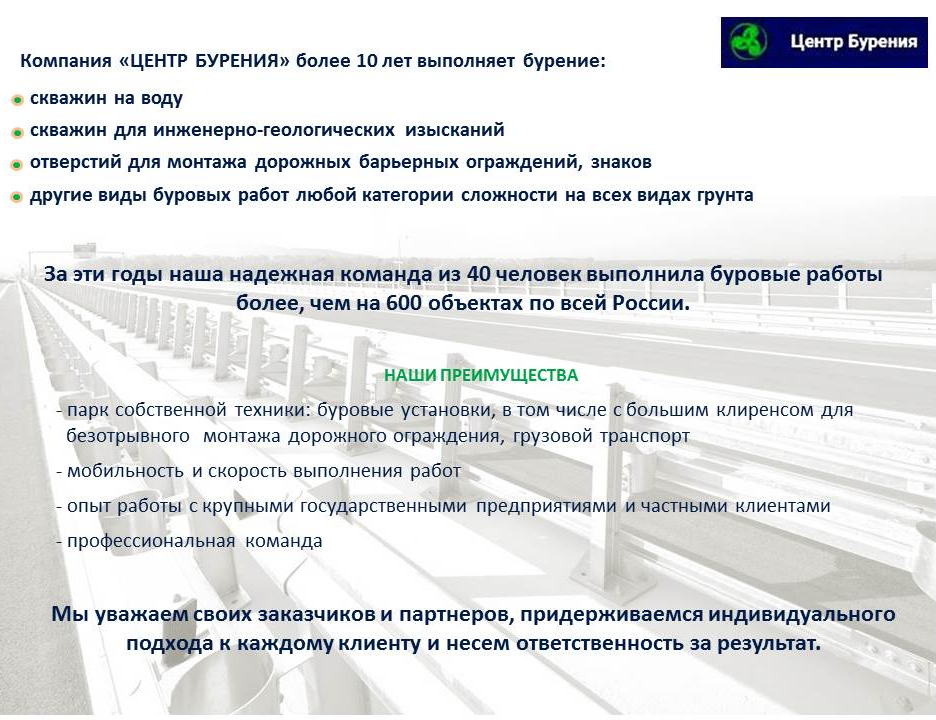 Центр Бурения
Компания «ЦЕНТР БУРЕНИЯ» более 10 лет выполняет бурение:
скважин на воду
скважин для инженерно-геологических изысканий
отверстий для монтажа дорожных барьерных ограждений, знаков
другие виды буровых работ любой категории сложности на всех видах грунта
За эти годы наша надежная команда из 40 человек выполнила буровые работы
более, чем на 600 объектах по всей России.
НАШИ ПРЕИМУЩЕСТВА
- парк собственной техники: буровые установки, в том числе с большим клиренсом для
безотрывного монтажа дорожного ограждения, грузовой транспорт
- мобильность и скорость выполнения работ
- опыт работы с крупными государственными предприятиями и частными клиентами
- профессиональная команда
Мы уважаем своих заказчиков и партнеров, придерживаемся индивидуального
подхода к каждому клиенту и несем ответственность за результат.